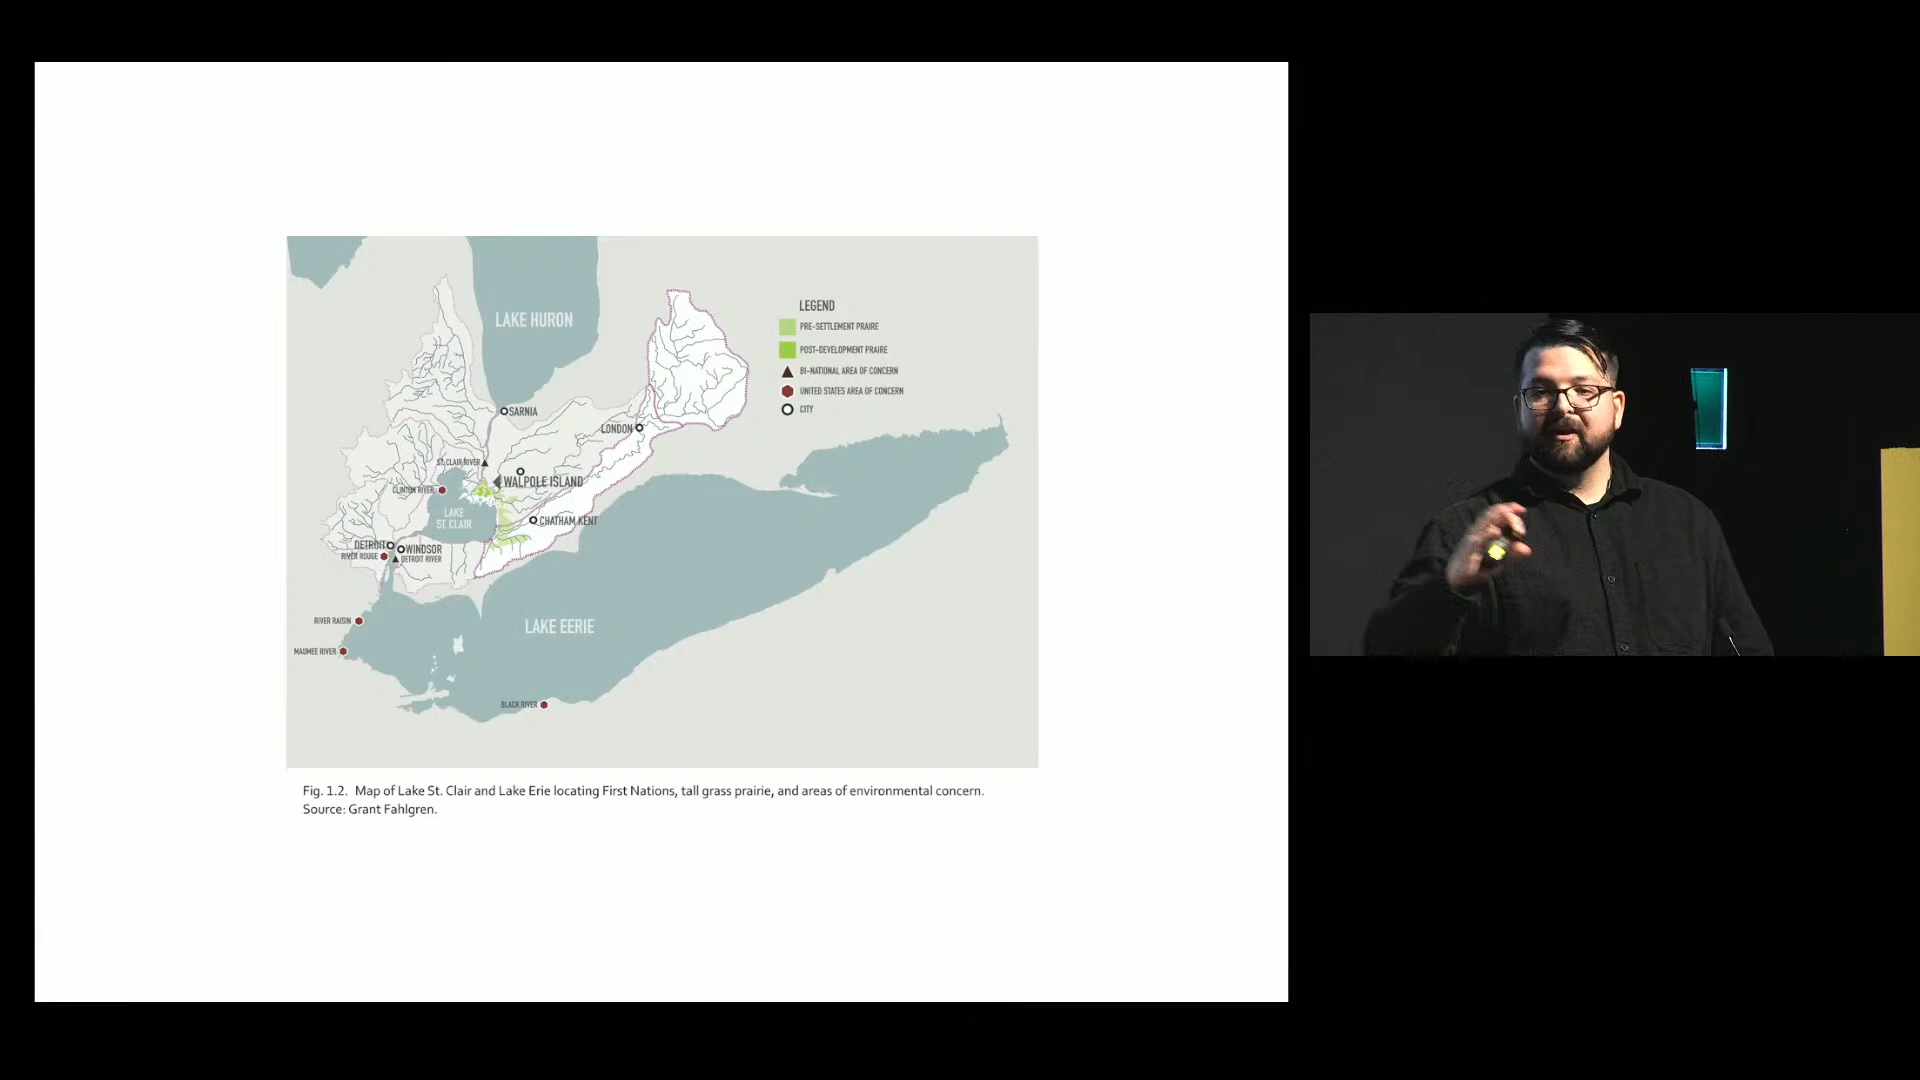 LAKE HURON
LEGEND
PRE-SETTLEMENT PRAIRE
POST-DEVELOPMENT PRAIRE
BI-NATIONAL AREA OF CONCERN
UNITED STATES AREA OF CONCERN
CITY
SARNIA
LONDON
ST. CLAIR RIVER
WALPOLE ISLAND
CLINTON RIVER
LAKE
ST. CLAIR
CHATHAM KENT
DETROIT
WINDSOR
RIVER ROUGE
DETROIT RIVER
RIVER RAISIN
LAKE EERIE
MAUMEE RIVER
BLACK RIVER
Fig. 1.2. Map of Lake St. Clair and Lake Erie locating First Nations, tall grass prairie, and areas of environmental concern.
Source: Grant Fahlgren.